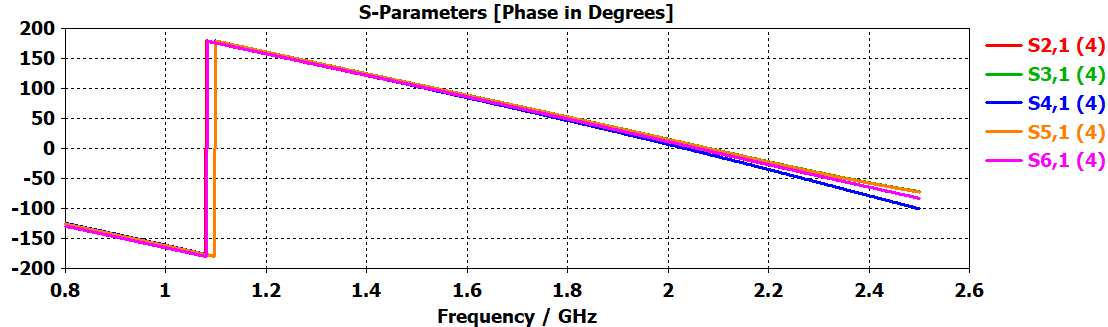 S-Parameters [Phase in Degrees]
200
150
100
50
0
-50
-100
-150
-200
0.8 1 1.2 1.4 1.6 1.8 2 2.2 2.4 2.6
Frequency / GHz
S2,1 (4)
S3,1 (4)
S4,1 (4)
S5,1 (4)
S6,1 (4)